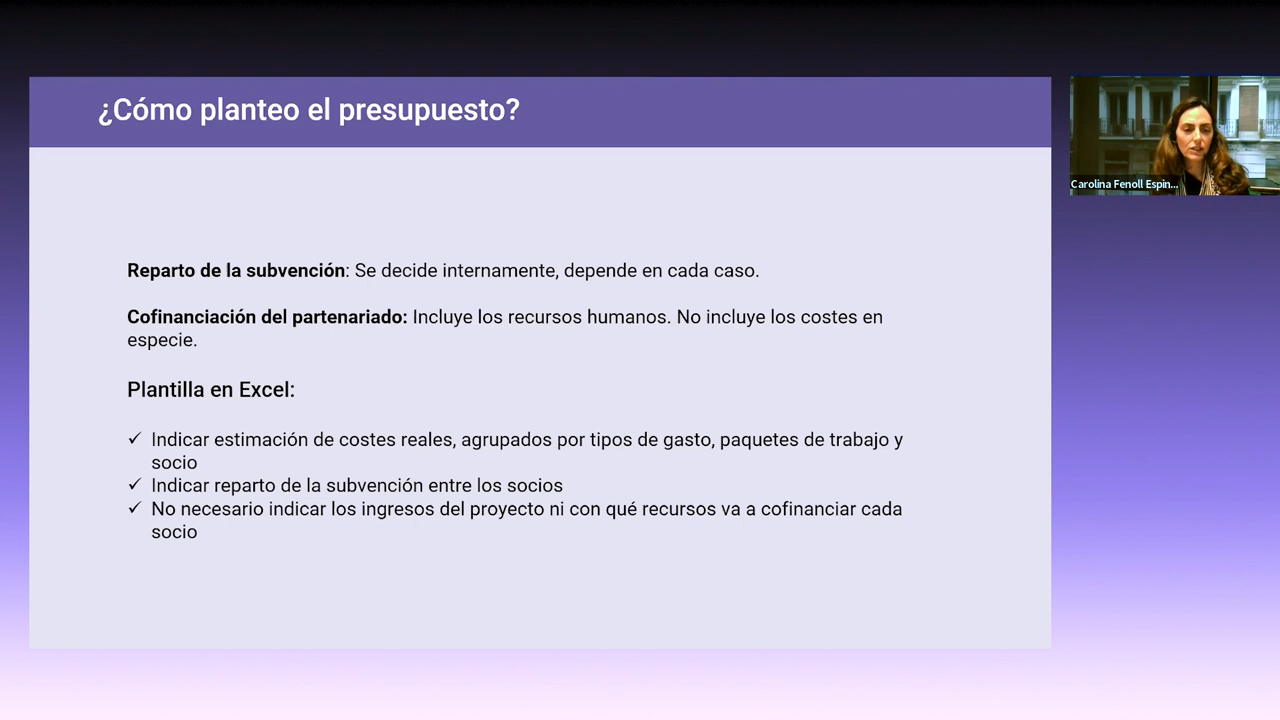 ¿Cómo planteo el presupuesto?
Carolina Fenoll Espin...
Reparto de la subvención: Se decide internamente, depende en cada caso.
Cofinanciación del partenariado: Incluye los recursos humanos. No incluye los costes en
especie.
Plantilla en Excel:
✓ Indicar estimación de costes reales, agrupados por tipos de gasto, paquetes de trabajo y
socio
✓ Indicar reparto de la subvención entre los socios
✓ No necesario indicar los ingresos del proyecto ni con qué recursos va a cofinanciar cada
socio